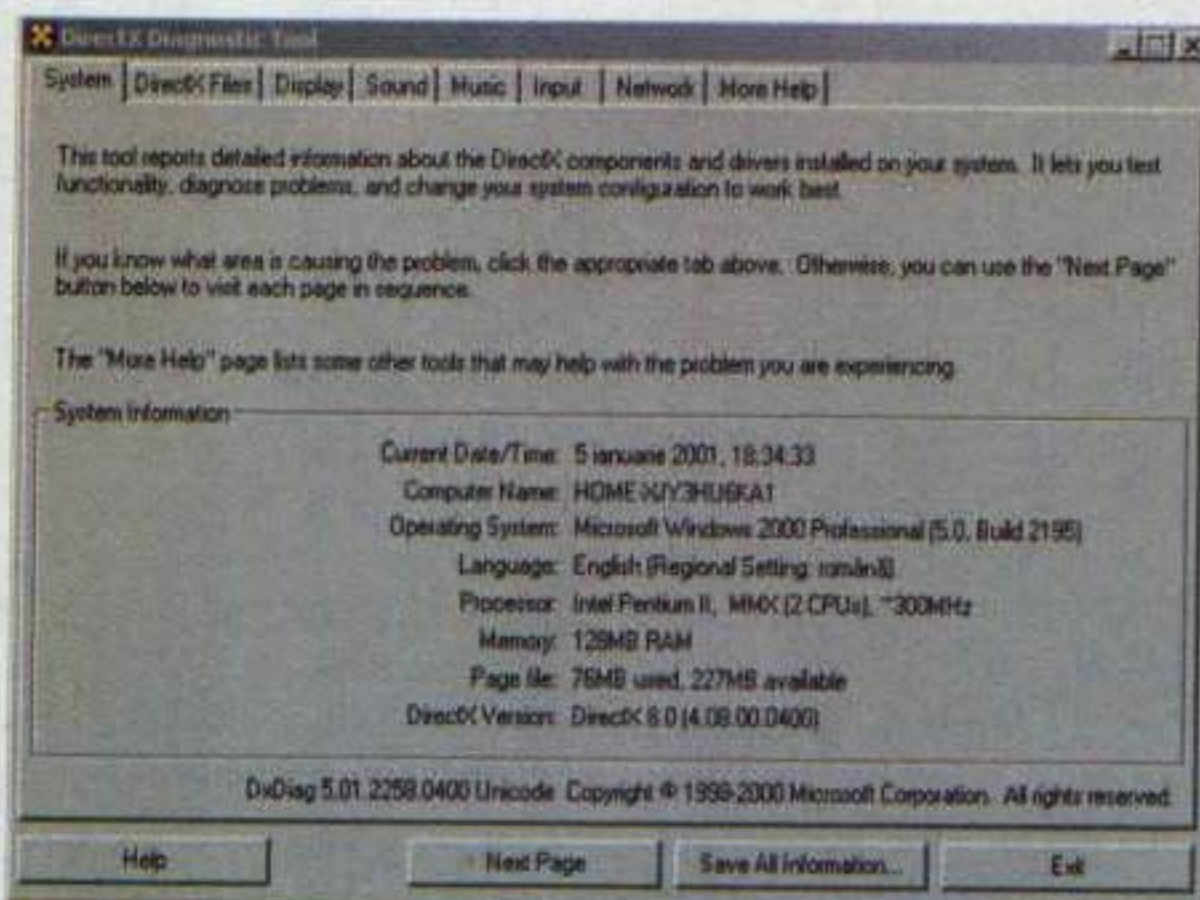 DirectX Diagnostic Tool
System DirectX Files Display Sound Music Input Network More Help
This tool reports detailed information about the DirectX components and drivers installed on your system. It lets you test
functionality, diagnose problems, and change your system configuration to work best.
If you know what area is causing the problem, click the appropriate tab above. Otherwise, you can use the "Next Page"
button below to visit each page in sequence.
The "More Help" page lists some other tools that may help with the problem you are experiencing.
System Information
Current Date/Time: 5 ianuarie 2001, 18:34:33
Computer Name:
Operating System: Microsoft Windows 2000 Professional (5.0, Build 2195)
Language: English (Regional Setting: română)
Processor: Intel Pentium II, MMX (2 CPUs), ~300MHz
Memory: 128MB RAM
Page file: 76MB used, 227MB available
DirectX Version: DirectX 8.0 (4.08.00.0400)
DxDiag 5.01.2258.0400 Unicode Copyright © 1998-2000 Microsoft Corporation. All rights reserved.
Help Next Page Save All Information... Exit